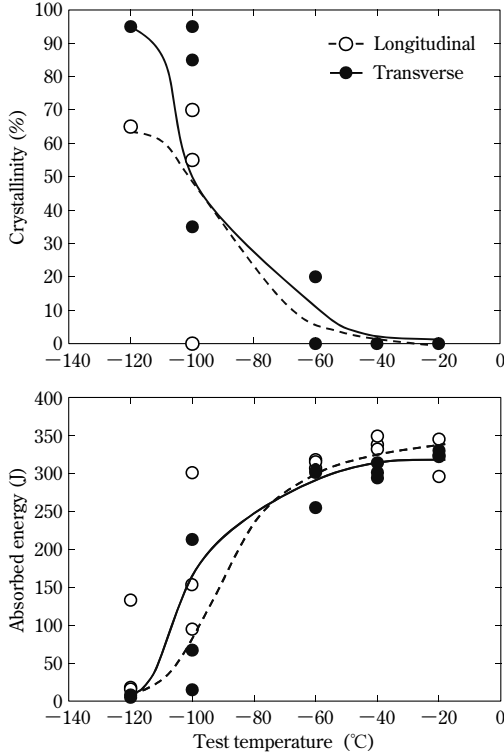 100
90
80
70
60
50
40
30
20
10
0
Crystallinity (%)
Longitudinal
Transverse
−140 −120 −100 −80 −60 −40 −20 0
400
350
300
250
200
150
100
50
0
Absorbed energy (J)
−140 −120 −100 −80 −60 −40 −20 0
Test temperature (℃)